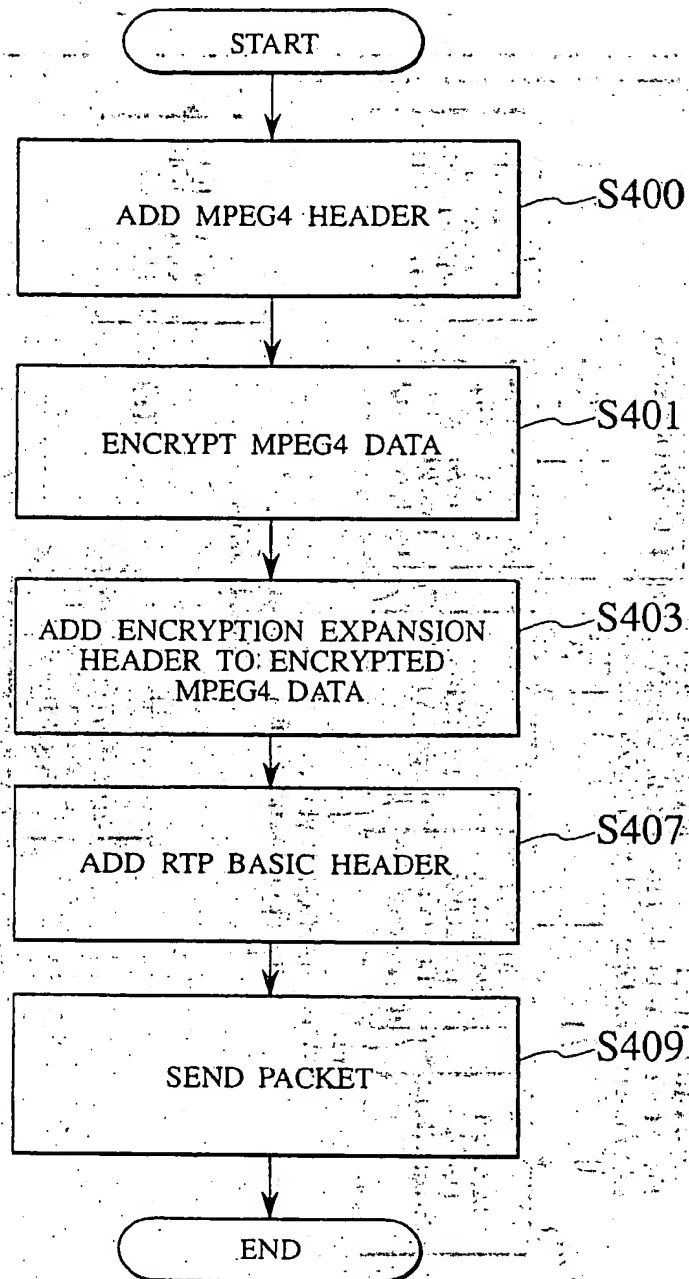 START
ADD MPEG4 HEADER
S400
ENCRYPT MPEG4 DATA
S401
ADD ENCRYPTION EXPANSION
HEADER TO ENCRYPTED
MPEG4 DATA
S403
ADD RTP BASIC HEADER
S407
SEND PACKET
S409
END